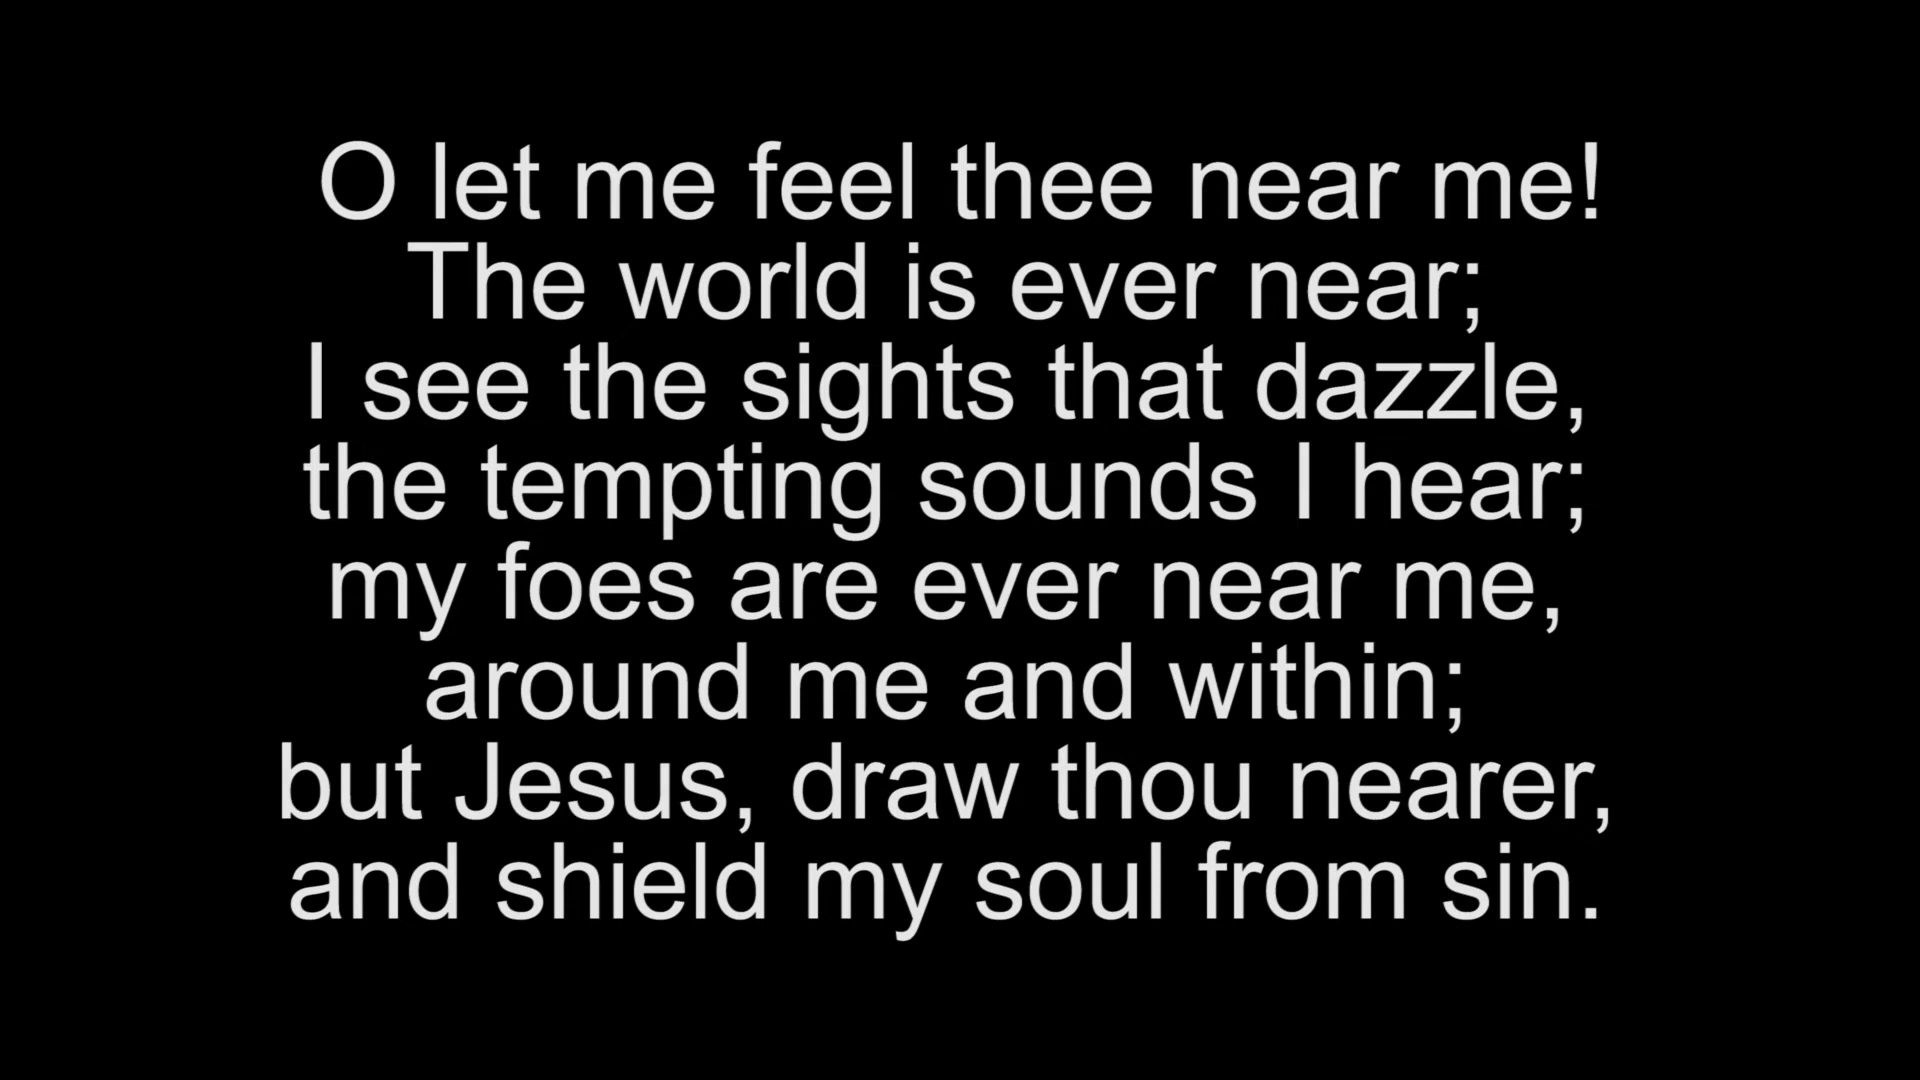 O let me feel thee near me!
The world is ever near;
I see the sights that dazzle,
the tempting sounds I hear;
my foes are ever near me,
around me and within;
but Jesus, draw thou nearer,
and shield my soul from sin.